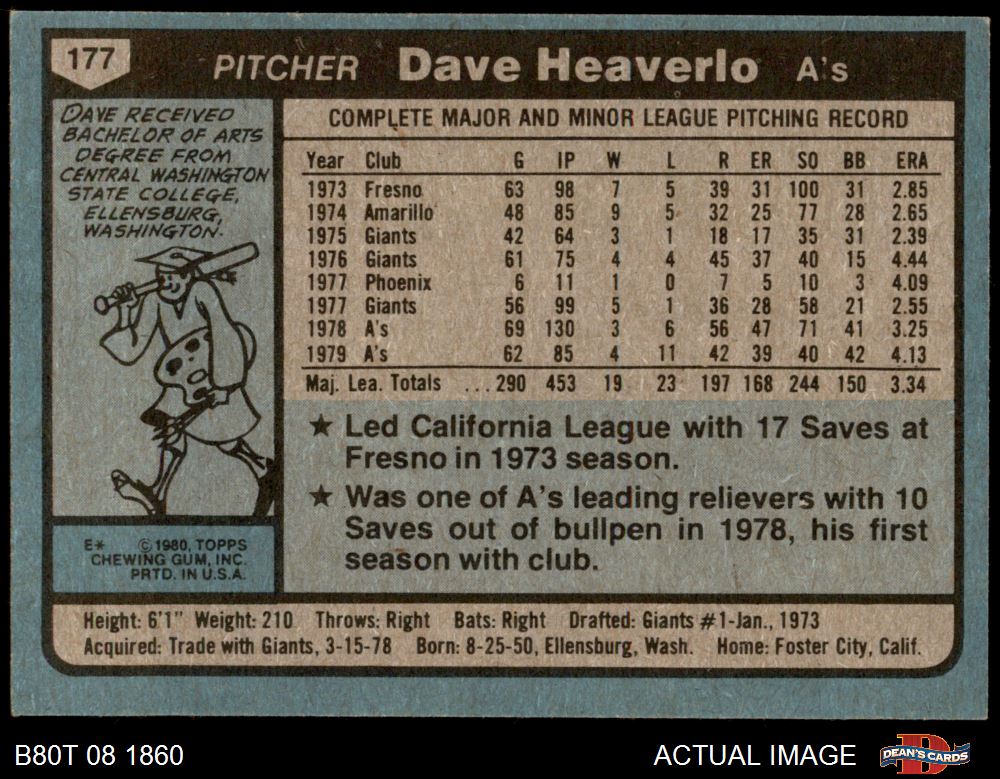 177 PITCHER Dave Heaverlo A's
DAVE RECEIVED
BACHELOR OF ARTS
DEGREE FROM
CENTRAL WASHINGTON
STATE COLLEGE,
ELLENSBURG,
WASHINGTON.
E* ©1980, TOPPS
CHEWING GUM, INC.
PRTD. IN U.S.A.
COMPLETE MAJOR AND MINOR LEAGUE PITCHING RECORD
Year Club G IP W L R ER SO BB ERA
1973 Fresno 63 98 7 5 39 31 100 31 2.85
1974 Amarillo 48 85 9 5 32 25 77 28 2.65
1975 Giants 42 64 3 1 18 17 35 31 2.39
1976 Giants 61 75 4 4 45 37 40 15 4.44
1977 Phoenix 6 11 1 0 7 5 10 3 4.09
1977 Giants 56 99 5 1 36 28 58 21 2.55
1978 A's 69 130 3 6 56 47 71 41 3.25
1979 A's 62 85 4 11 42 39 40 42 4.13
Maj. Lea. Totals ...290 453 19 23 197 168 244 150 3.34
★ Led California League with 17 Saves at
Fresno in 1973 season.
★ Was one of A's leading relievers with 10
Saves out of bullpen in 1978, his first
season with club.
Height: 6'1" Weight: 210 Throws: Right Bats: Right Drafted: Giants #1-Jan., 1973
Acquired: Trade with Giants, 3-15-78 Born: 8-25-50, Ellensburg, Wash. Home: Foster City, Calif.
B80T 08 1860 ACTUAL IMAGE DEAN'S CARDS